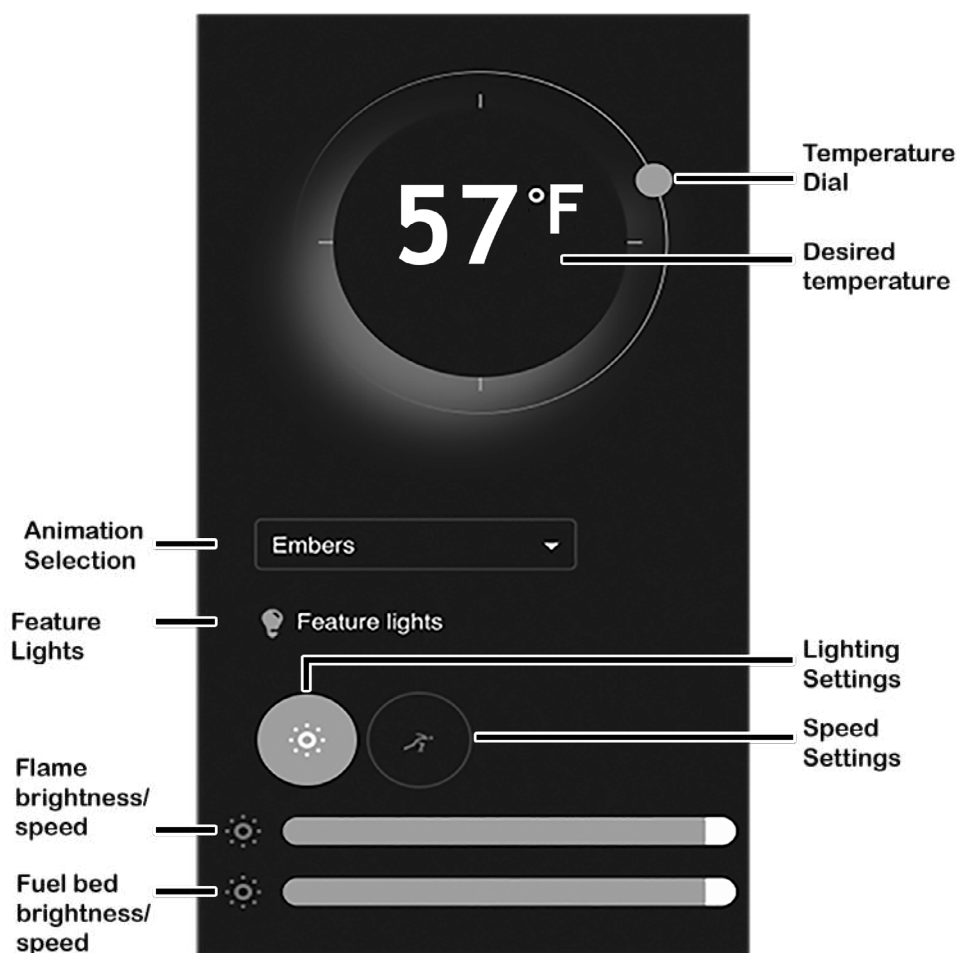 57°F
Temperature
Dial
Desired
temperature
Animation
Selection
Embers
Feature
Lights
Feature lights
Lighting
Settings
Speed
Settings
Flame
brightness/
speed
Fuel bed
brightness/
speed